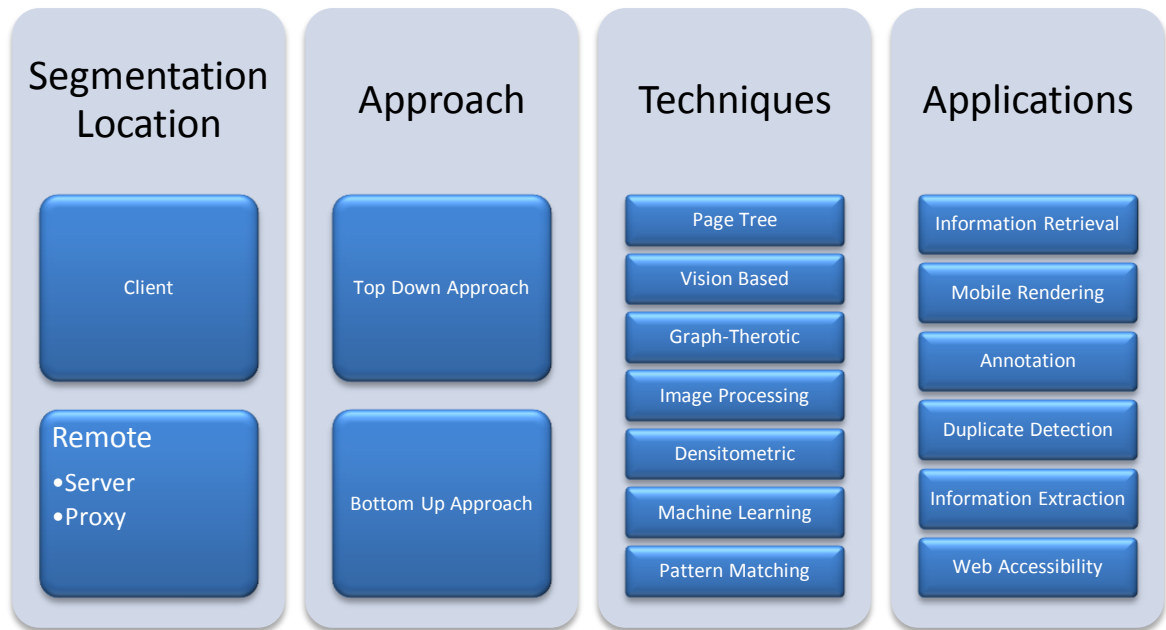 Segmentation
Location
Client
Remote
•Server
•Proxy
Approach
Top Down Approach
Bottom Up Approach
Techniques
Page Tree
Vision Based
Graph-Therotic
Image Processing
Densitometric
Machine Learning
Pattern Matching
Applications
Information Retrieval
Mobile Rendering
Annotation
Duplicate Detection
Information Extraction
Web Accessibility